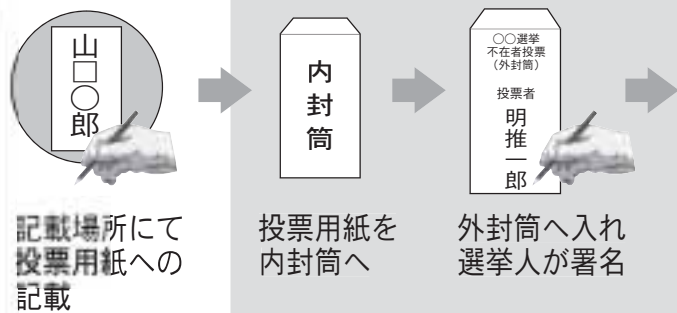 山□○郎
記載場所にて
投票用紙への
記載
内封筒
投票用紙を
内封筒へ
○○選挙
不在者投票
（外封筒）
投票者
明推一郎
外封筒へ入れ
選挙人が署名